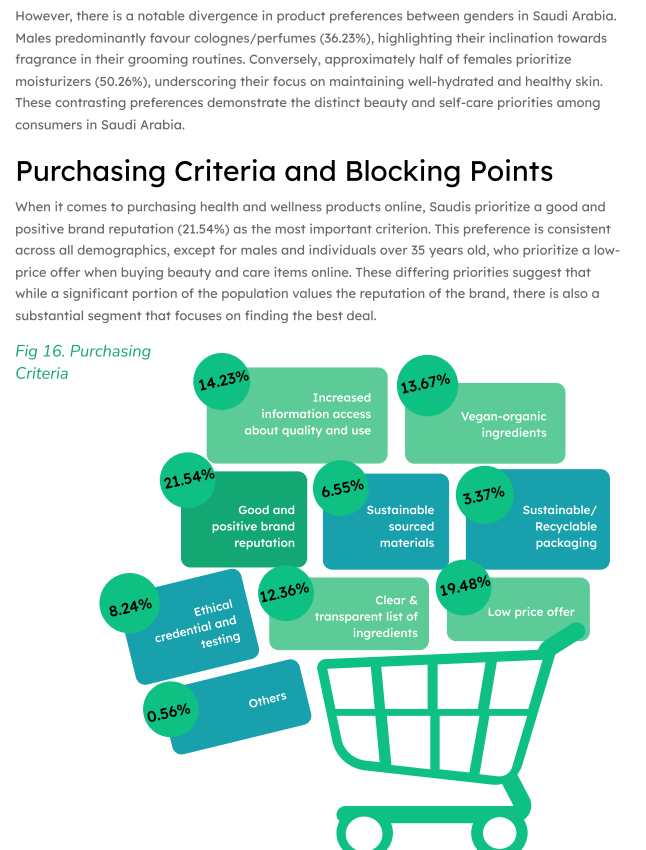 However, there is a notable divergence in product preferences between genders in Saudi Arabia.
Males predominantly favour colognes/perfumes (36.23%), highlighting their inclination towards
fragrance in their grooming routines. Conversely, approximately half of females prioritize
moisturizers (50.26%), underscoring their focus on maintaining well-hydrated and healthy skin.
These contrasting preferences demonstrate the distinct beauty and self-care priorities among
consumers in Saudi Arabia.
Purchasing Criteria and Blocking Points
When it comes to purchasing health and wellness products online, Saudis prioritize a good and
positive brand reputation (21.54%) as the most important criterion. This preference is consistent
across all demographics, except for males and individuals over 35 years old, who prioritize a low-
price offer when buying beauty and care items online. These differing priorities suggest that
while a significant portion of the population values the reputation of the brand, there is also a
substantial segment that focuses on finding the best deal.
Fig 16. Purchasing
Criteria
14.23%
Increased
information access
about quality and use
13.67%
Vegan-organic
ingredients
21.54%
Good and
positive brand
reputation
6.55%
Sustainable
sourced
materials
3.37%
Sustainable/
Recyclable
packaging
8.24%
Ethical
credential and
testing
12.36%
Clear &
transparent list of
ingredients
19.48%
Low price offer
0.56%
Others